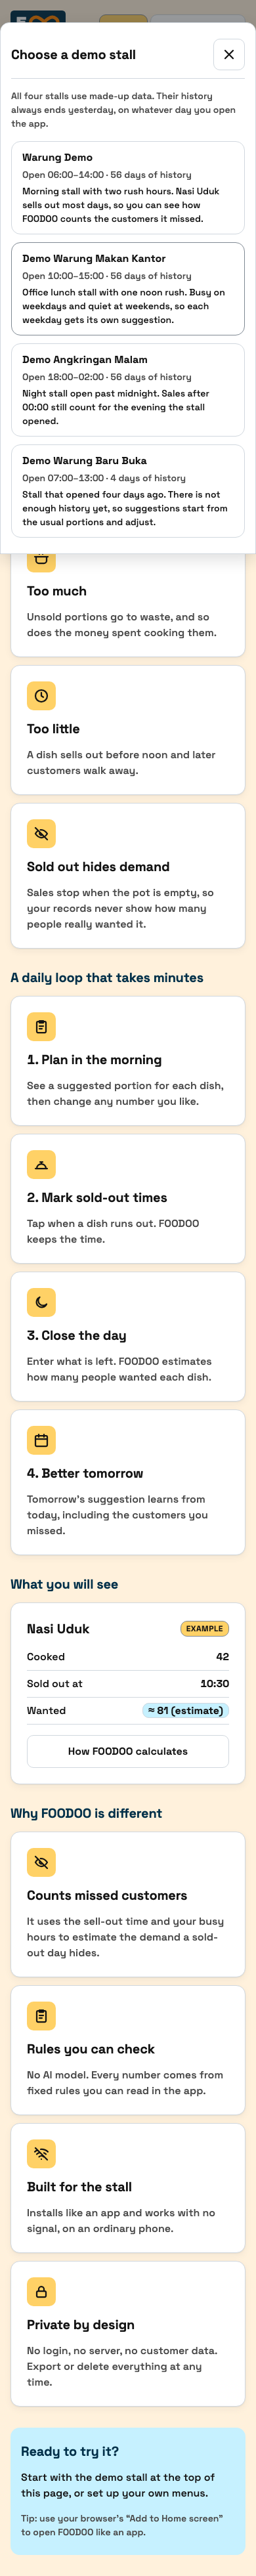 Choose a demo stall
All four stalls use made-up data. Their history
always ends yesterday, on whatever day you open
the app.
Warung Demo
Open 06:00–14:00 · 56 days of history
Morning stall with two rush hours. Nasi Uduk
sells out most days, so you can see how
FOODOO counts the customers it missed.
Demo Warung Makan Kantor
Open 10:00–15:00 · 56 days of history
Office lunch stall with one noon rush. Busy on
weekdays and quiet at weekends, so each
weekday gets its own suggestion.
Demo Angkringan Malam
Open 18:00–02:00 · 56 days of history
Night stall open past midnight. Sales after
00:00 still count for the evening the stall
opened.
Demo Warung Baru Buka
Open 07:00–13:00 · 4 days of history
Stall that opened four days ago. There is not
enough history yet, so suggestions start from
the usual portions and adjust.
Too much
Unsold portions go to waste, and so
does the money spent cooking them.
Too little
A dish sells out before noon and later
customers walk away.
Sold out hides demand
Sales stop when the pot is empty, so
your records never show how many
people really wanted it.
A daily loop that takes minutes
1. Plan in the morning
See a suggested portion for each dish,
then change any number you like.
2. Mark sold-out times
Tap when a dish runs out. FOODOO
keeps the time.
3. Close the day
Enter what is left. FOODOO estimates
how many people wanted each dish.
4. Better tomorrow
Tomorrow's suggestion learns from
today, including the customers you
missed.
What you will see
Nasi Uduk EXAMPLE
Cooked 42
Sold out at 10:30
Wanted ≈ 81 (estimate)
How FOODOO calculates
Why FOODOO is different
Counts missed customers
It uses the sell-out time and your busy
hours to estimate the demand a sold-
out day hides.
Rules you can check
No AI model. Every number comes from
fixed rules you can read in the app.
Built for the stall
Installs like an app and works with no
signal, on an ordinary phone.
Private by design
No login, no server, no customer data.
Export or delete everything at any
time.
Ready to try it?
Start with the demo stall at the top of
this page, or set up your own menus.
Tip: use your browser's "Add to Home screen"
to open FOODOO like an app.